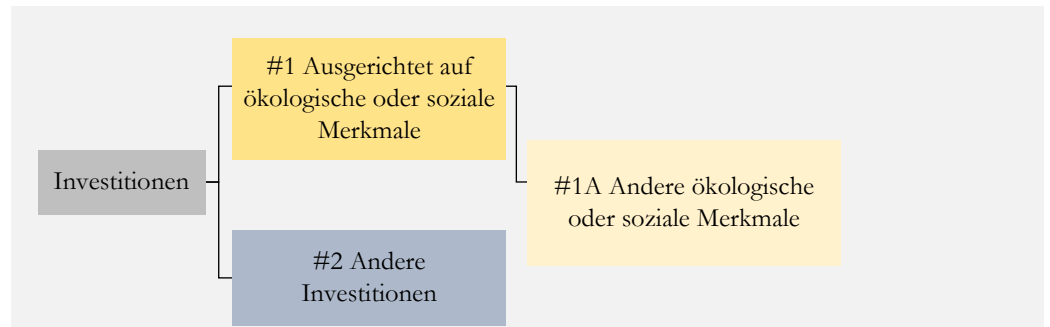 #1 Ausgerichtet auf
ökologische oder soziale
Merkmale
Investitionen
#1A Andere ökologische
oder soziale Merkmale
#2 Andere
Investitionen